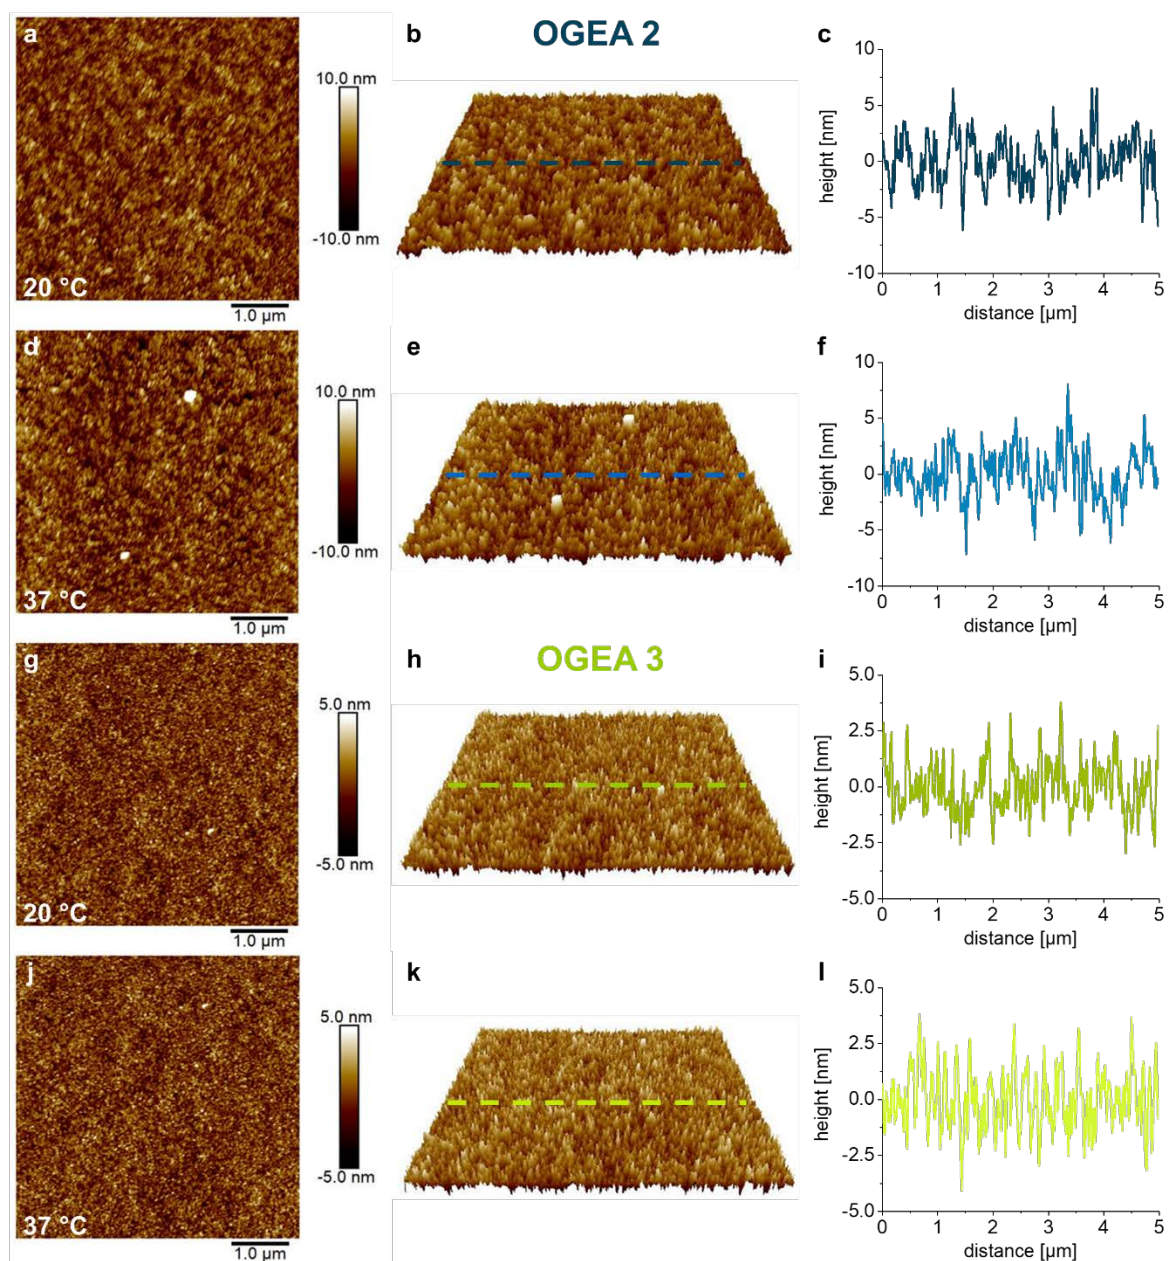 a
10.0 nm
-10.0 nm
20 °C
1.0 µm
b
OGEA 2
c
10
5
0
-5
-10
height [nm]
0 1 2 3 4 5
distance [µm]
d
10.0 nm
-10.0 nm
37 °C
1.0 µm
e
f
10
5
0
-5
-10
height [nm]
0 1 2 3 4 5
distance [µm]
g
5.0 nm
-5.0 nm
20 °C
1.0 µm
h
OGEA 3
i
5.0
2.5
0.0
-2.5
-5.0
height [nm]
0 1 2 3 4 5
distance [µm]
j
5.0 nm
-5.0 nm
37 °C
1.0 µm
k
l
5.0
2.5
0.0
-2.5
-5.0
height [nm]
0 1 2 3 4 5
distance [µm]